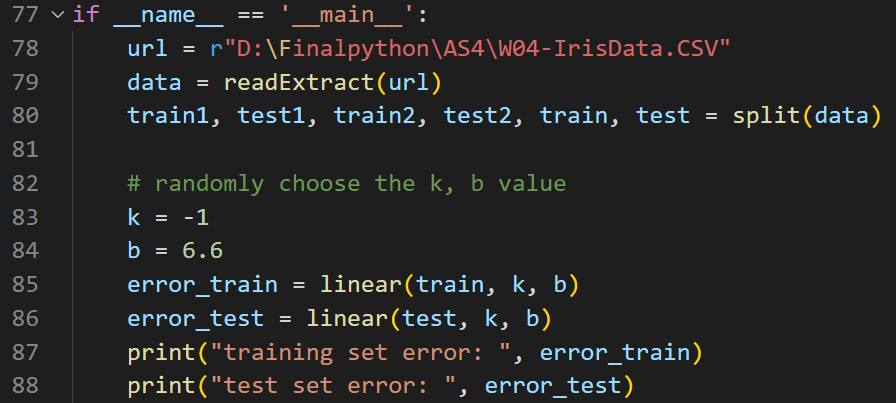 77 if __name__ == '__main__':
78     url = r"D:\Finalpython\AS4\W04-IrisData.CSV"
79     data = readExtract(url)
80     train1, test1, train2, test2, train, test = split(data)
81
82     # randomly choose the k, b value
83     k = -1
84     b = 6.6
85     error_train = linear(train, k, b)
86     error_test = linear(test, k, b)
87     print("training set error: ", error_train)
88     print("test set error: ", error_test)